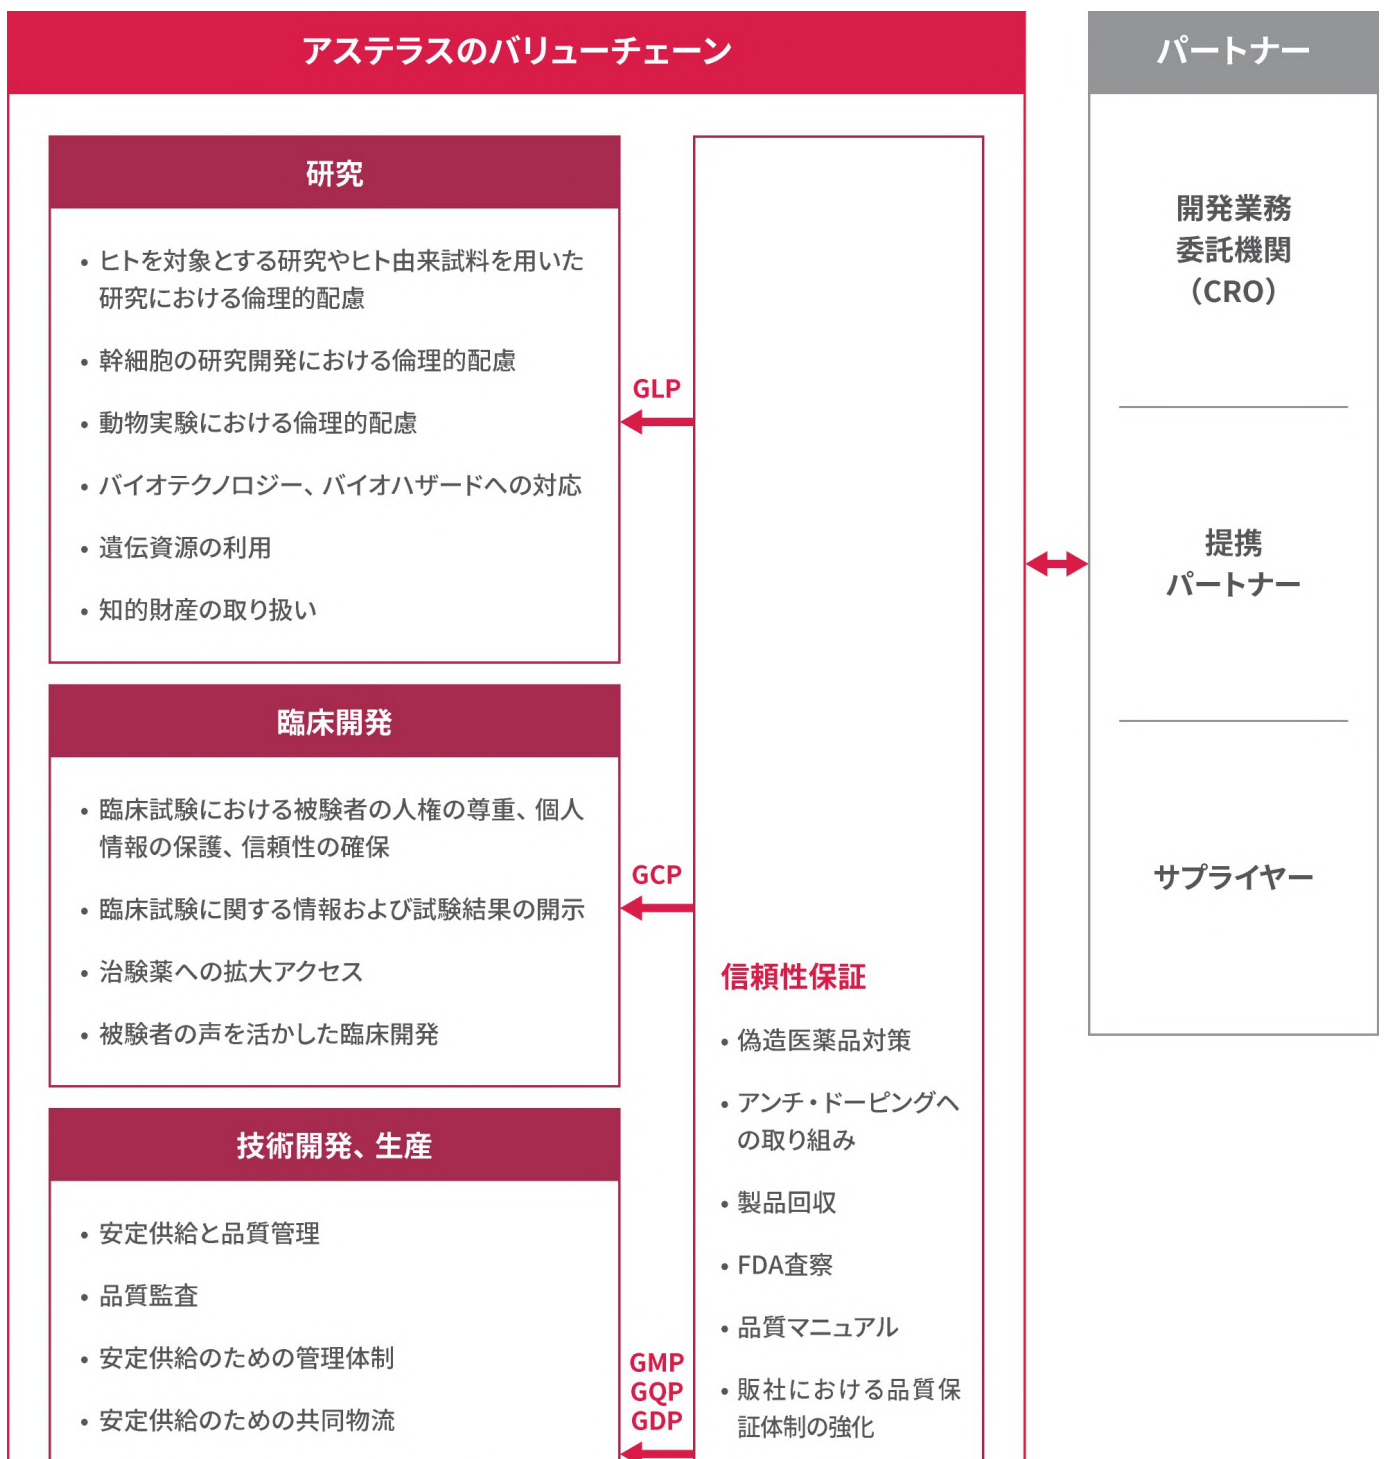 アステラスのバリューチェーン
研究
• ヒトを対象とする研究やヒト由来試料を用いた
研究における倫理的配慮
• 幹細胞の研究開発における倫理的配慮
• 動物実験における倫理的配慮
• バイオテクノロジー、バイオハザードへの対応
• 遺伝資源の利用
• 知的財産の取り扱い
GLP
臨床開発
• 臨床試験における被験者の人権の尊重、個人
情報の保護、信頼性の確保
• 臨床試験に関する情報および試験結果の開示
• 治験薬への拡大アクセス
• 被験者の声を活かした臨床開発
GCP
技術開発、生産
• 安定供給と品質管理
• 品質監査
• 安定供給のための管理体制
• 安定供給のための共同物流
GMP
GQP
GDP
信頼性保証
• 偽造医薬品対策
• アンチ・ドーピングへ
の取り組み
• 製品回収
• FDA査察
• 品質マニュアル
• 販社における品質保
証体制の強化
パートナー
開発業務
委託機関
（CRO）
提携
パートナー
サプライヤー